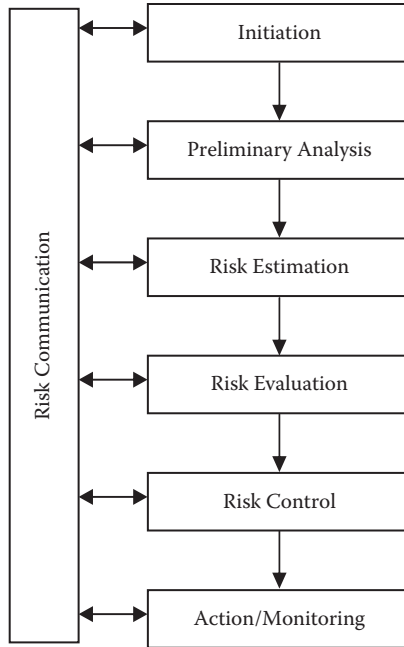 Risk Communication
Initiation
Preliminary Analysis
Risk Estimation
Risk Evaluation
Risk Control
Action/Monitoring